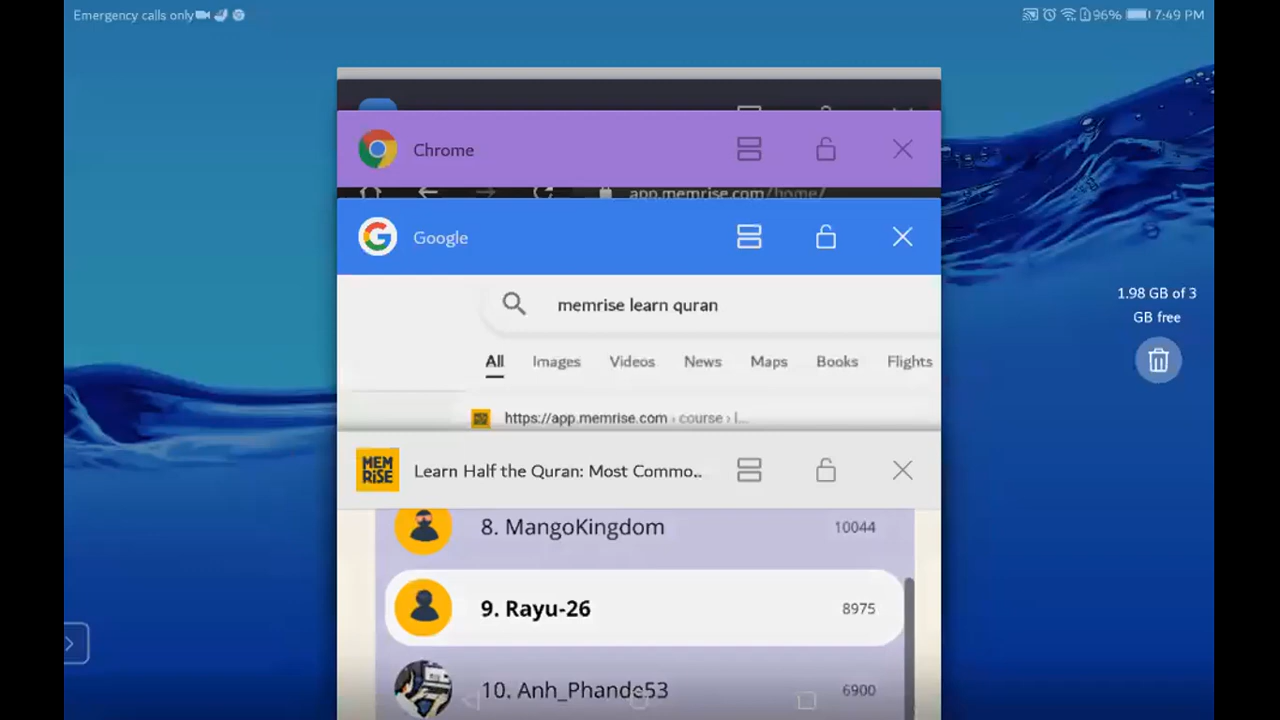 Emergency calls only
96% 7:49 PM
Chrome
app.memrise.com/home/
Google
memrise learn quran
All Images Videos News Maps Books Flights
https://app.memrise.com › course › l...
1.98 GB of 3
GB free
MEM
RiSE
Learn Half the Quran: Most Commo..
8. MangoKingdom 10044
9. Rayu-26 8975
10. Anh_Phande53 6900